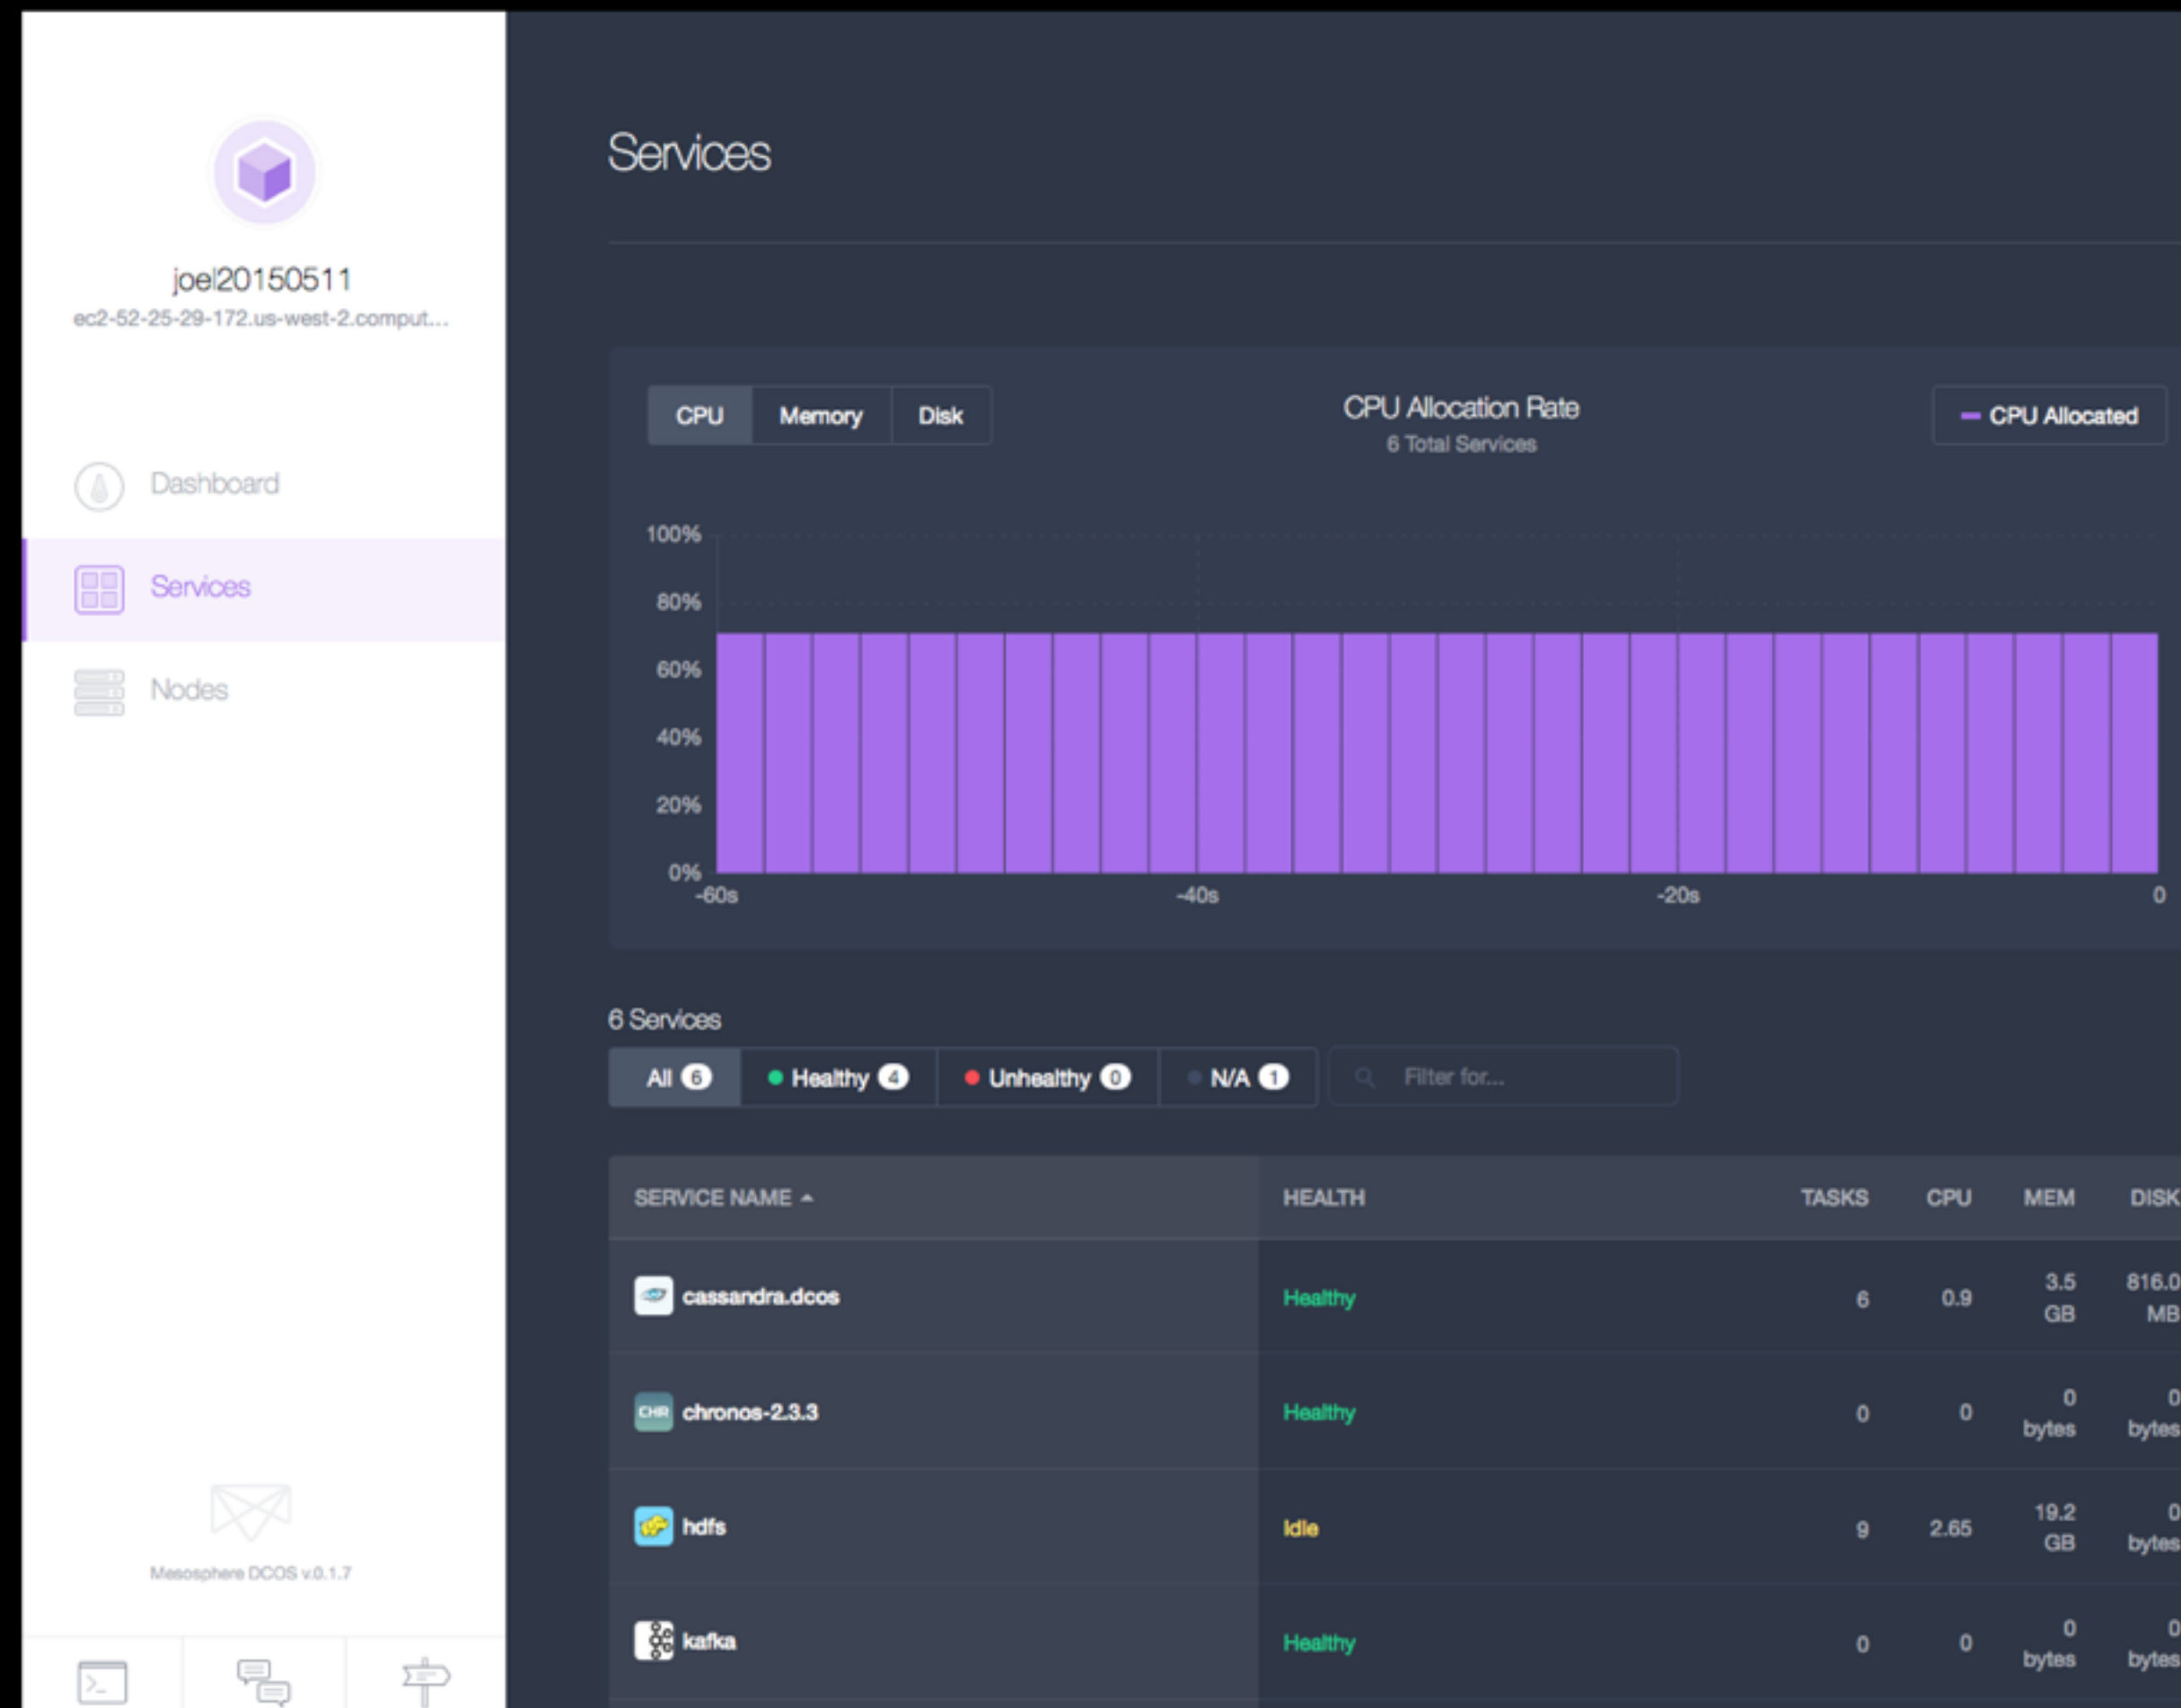 joel20150511
ec2-52-25-29-172.us-west-2.comput...
Dashboard
Services
Nodes
Mesosphere DCOS v.0.1.7
>_
Services
CPU Memory Disk
CPU Allocation Rate
6 Total Services
CPU Allocated
100%
80%
60%
40%
20%
0%
-60s -40s -20s 0
6 Services
All 6 Healthy 4 Unhealthy 0 N/A 1 Filter for...
SERVICE NAME HEALTH TASKS CPU MEM DISK
cassandra.dcos Healthy 6 0.9 3.5 GB 816.0 MB
CHR chronos-2.3.3 Healthy 0 0 0 bytes 0 bytes
hdfs Idle 9 2.65 19.2 GB 0 bytes
kafka Healthy 0 0 0 bytes 0 bytes